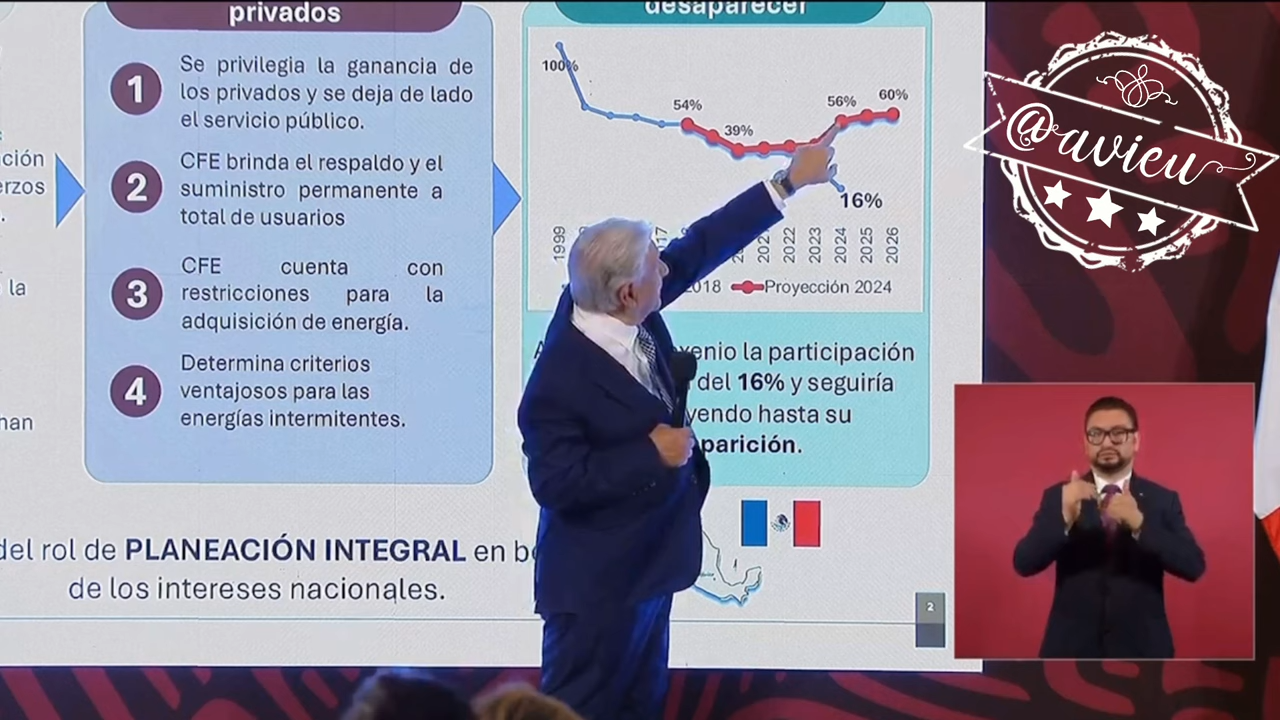 ción
erzos
.
la
han
privados
1
Se privilegia la ganancia de
los privados y se deja de lado
el servicio público.
2
CFE brinda el respaldo y el
suministro permanente a
total de usuarios
3
CFE cuenta con
restricciones para la
adquisición de energía.
4
Determina criterios
ventajosos para las
energías intermitentes.
desaparecer
100%
54%
39%
56%
60%
16%
1999
2022
2023
2024
2025
2026
2018
Proyección 2024
venio la participación
del 16% y seguiría
yendo hasta su
parición.
del rol de PLANEACIÓN INTEGRAL en
de los intereses nacionales.
2
@avieu